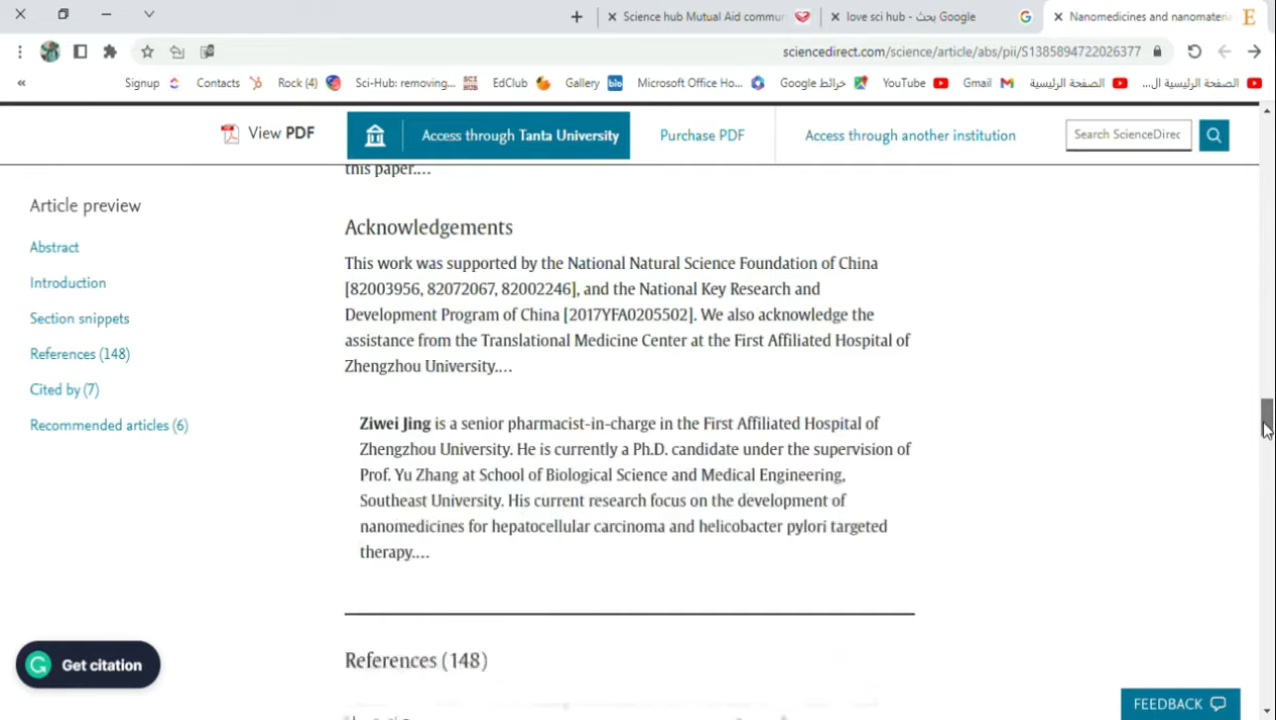 Science hub Mutual Aid commu
love sci hub - بحث Google
Nanomedicines and nanomateri
sciencedirect.com/science/article/abs/pii/S1385894722026377
«
Signup
Contacts
Rock (4)
Sci-Hub: removing...
EdClub
Gallery
Microsoft Office Ho...
خرائط Google
YouTube
Gmail
الصفحة الرئيسية
الصفحة الرئيسية ال...
View PDF
Access through Tanta University
Purchase PDF
Access through another institution
Search ScienceDirec
this paper.…
Article preview
Abstract
Introduction
Section snippets
References (148)
Cited by (7)
Recommended articles (6)
Acknowledgements
This work was supported by the National Natural Science Foundation of China
[82003956, 82072067, 82002246], and the National Key Research and
Development Program of China [2017YFA0205502]. We also acknowledge the
assistance from the Translational Medicine Center at the First Affiliated Hospital of
Zhengzhou University.…
Ziwei Jing is a senior pharmacist-in-charge in the First Affiliated Hospital of
Zhengzhou University. He is currently a Ph.D. candidate under the supervision of
Prof. Yu Zhang at School of Biological Science and Medical Engineering,
Southeast University. His current research focus on the development of
nanomedicines for hepatocellular carcinoma and helicobacter pylori targeted
therapy.…
References (148)
Get citation
FEEDBACK